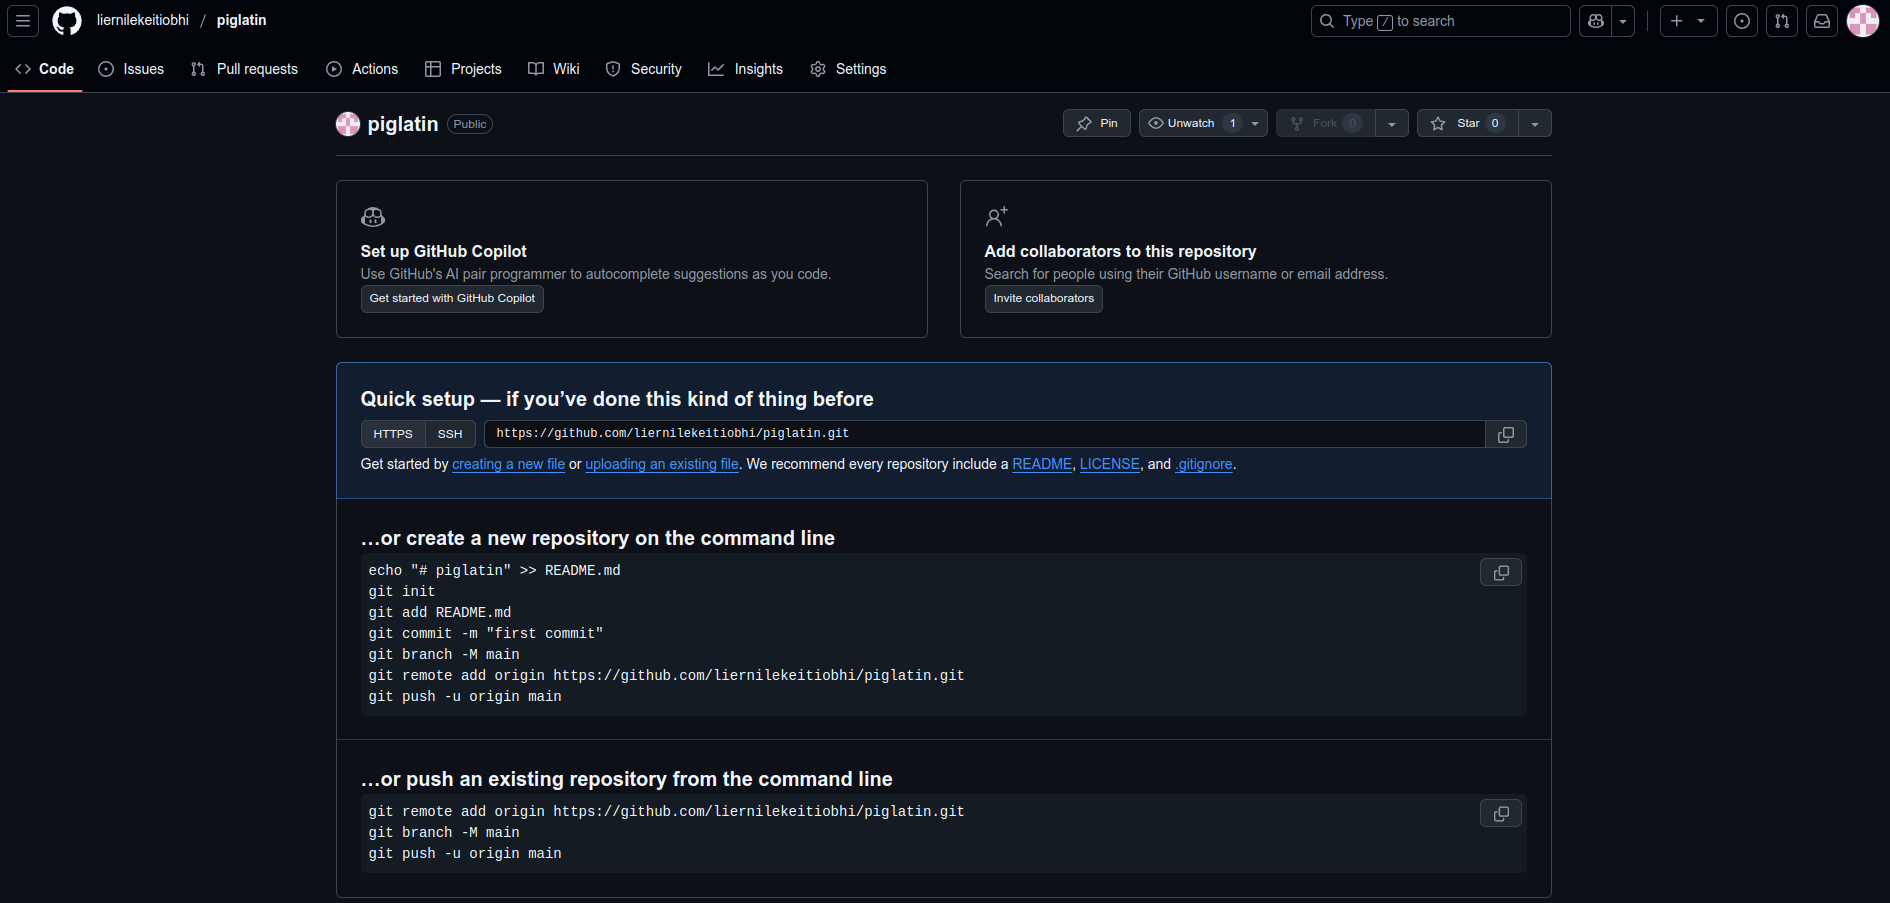 liernilekeitiobhi / piglatin
Type / to search
Code Issues Pull requests Actions Projects Wiki Security Insights Settings
piglatin Public
Pin Unwatch 1 Fork 0 Star 0
Set up GitHub Copilot
Use GitHub's AI pair programmer to autocomplete suggestions as you code.
Get started with GitHub Copilot
Add collaborators to this repository
Search for people using their GitHub username or email address.
Invite collaborators
Quick setup — if you’ve done this kind of thing before
HTTPS SSH https://github.com/liernilekeitiobhi/piglatin.git
Get started by creating a new file or uploading an existing file. We recommend every repository include a README, LICENSE, and .gitignore.
…or create a new repository on the command line
echo "# piglatin" >> README.md
git init
git add README.md
git commit -m "first commit"
git branch -M main
git remote add origin https://github.com/liernilekeitiobhi/piglatin.git
git push -u origin main
…or push an existing repository from the command line
git remote add origin https://github.com/liernilekeitiobhi/piglatin.git
git branch -M main
git push -u origin main